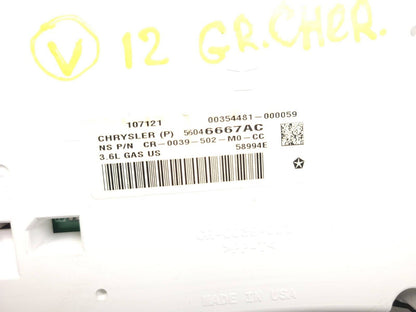 V 12 GR.CHER.
107121 00354481-000059
CHRYSLER (P) 56046667AC
NS P/N CR-0039-502-M0-CC
3.6L GAS US 58994E
MADE IN USA